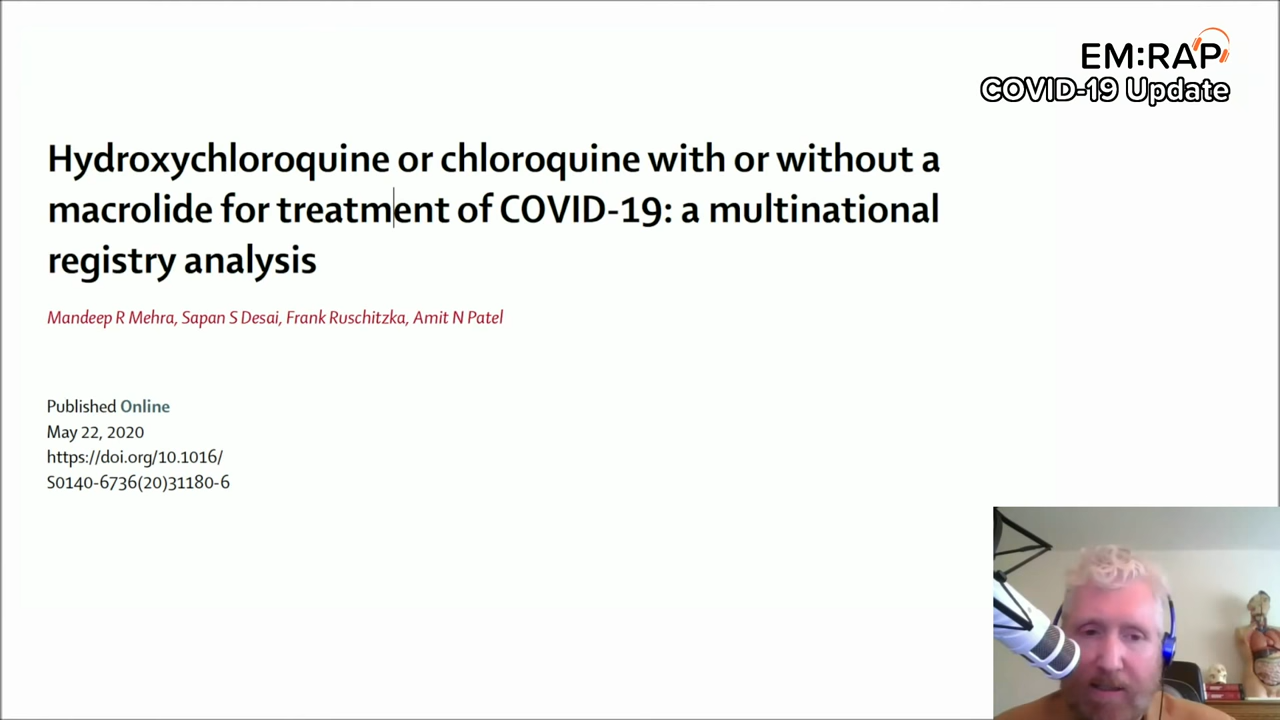 EM:RAP
COVID-19 Update
Hydroxychloroquine or chloroquine with or without a
macrolide for treatment of COVID-19: a multinational
registry analysis
Mandeep R Mehra, Sapan S Desai, Frank Ruschitzka, Amit N Patel
Published Online
May 22, 2020
https://doi.org/10.1016/
S0140-6736(20)31180-6